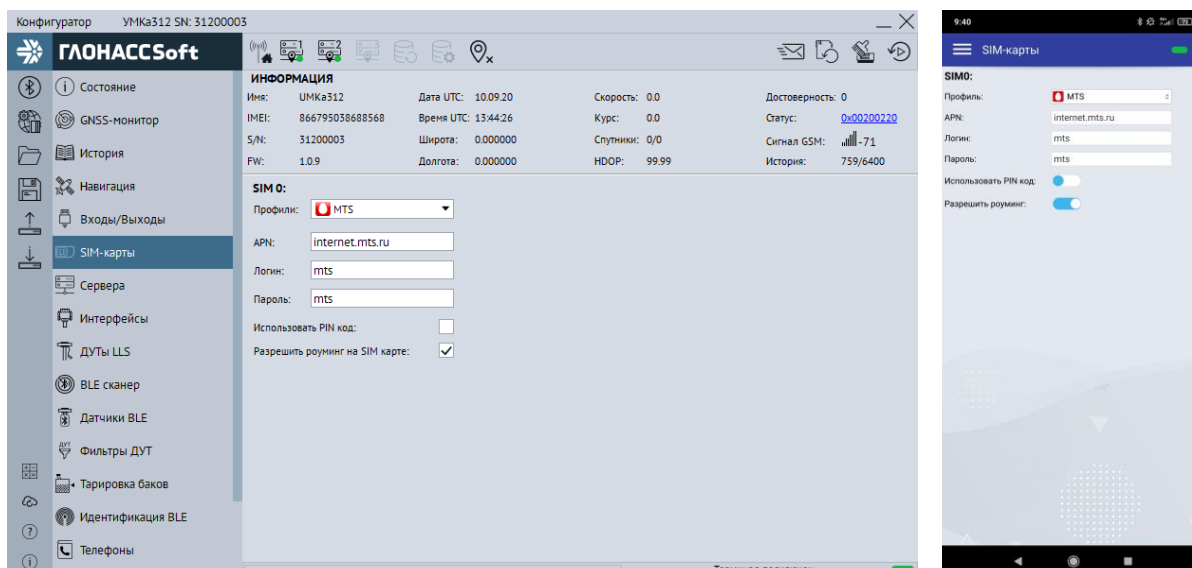 Конфигуратор УМКа312 SN: 31200003
ГЛОНАССSoft
1 2
ИНФОРМАЦИЯ
Имя: UMKa312 Дата UTC: 10.09.20 Скорость: 0.0 Достоверность: 0
IMEI: 866795038688568 Время UTC: 13:44:26 Курс: 0.0 Статус: 0x00200220
S/N: 31200003 Широта: 0.000000 Спутники: 0/0 Сигнал GSM: -71
FW: 1.0.9 Долгота: 0.000000 HDOP: 99.99 История: 759/6400
Состояние
GNSS-монитор
История
Навигация
Входы/Выходы
SIM-карты
Сервера
Интерфейсы
ДУТы LLS
BLE сканер
Датчики BLE
ДУТ
Фильтры ДУТ
Тарировка баков
Идентификация BLE
Телефоны
SIM 0:
Профили: MTS
APN: internet.mts.ru
Логин: mts
Пароль: mts
Использовать PIN код:
Разрешить роуминг на SIM карте:
9:40
SIM-карты
SIM0:
Профиль: MTS
APN: internet.mts.ru
Логин: mts
Пароль: mts
Использовать PIN код:
Разрешить роуминг: